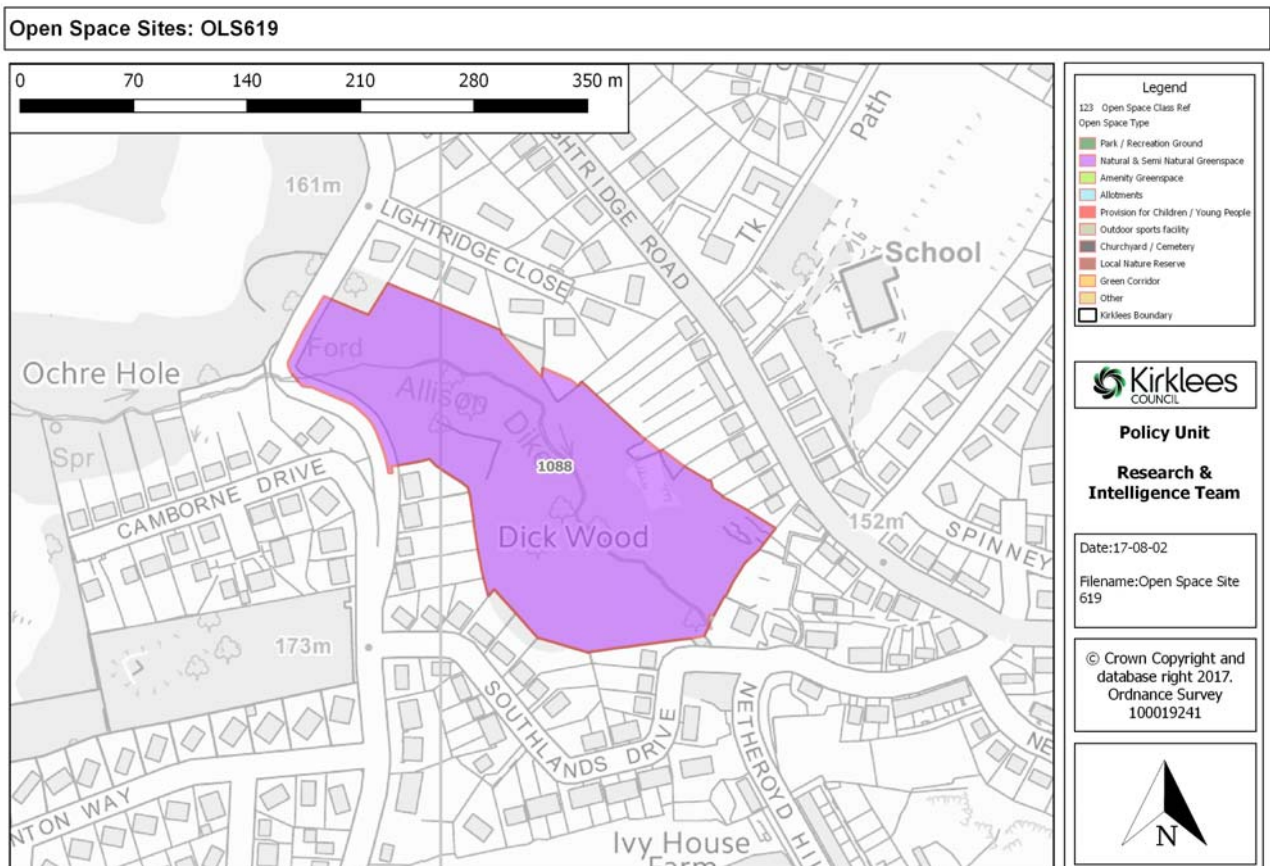 Open Space Sites: OLS619
0 70 140 210 280 350 m
161m
LIGHTRIDGE CLOSE
GHTRIDGE ROAD
Path
Tk
School
Ochre Hole
Ford
Allison Dike
1088
Spr
CAMBORNE DRIVE
Dick Wood
152m
SPINNEY
173m
SOUTHLANDS DRIVE
NETHEROYD HI
NE
NTON WAY
Ivy House
Farm
Legend
123 Open Space Class Ref
Open Space Type
Park / Recreation Ground
Natural & Semi Natural Greenspace
Amenity Greenspace
Allotments
Provision for Children / Young People
Outdoor sports facility
Churchyard / Cemetery
Local Nature Reserve
Green Corridor
Other
Kirklees Boundary
Kirklees
COUNCIL
Policy Unit
Research &
Intelligence Team
Date:17-08-02
Filename:Open Space Site
619
© Crown Copyright and
database right 2017.
Ordnance Survey
100019241
N